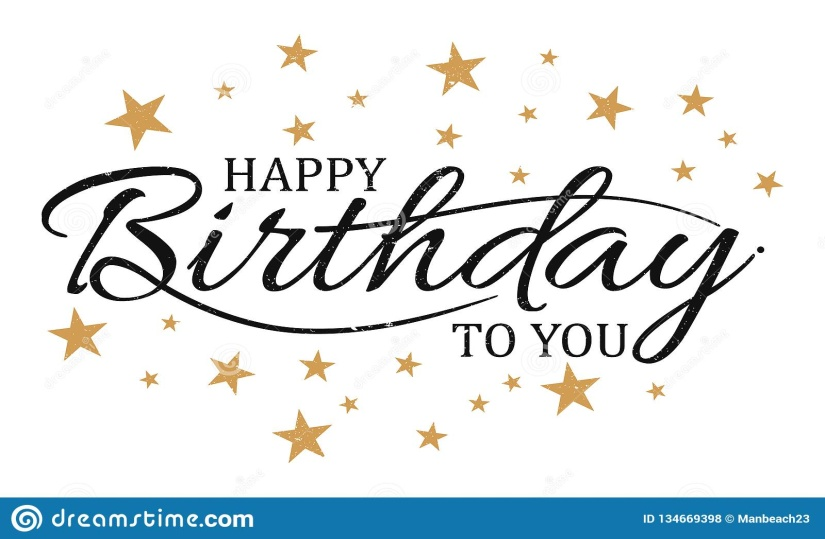 HAPPY
Birthday
TO YOU
dreamstime.com
ID 134669398 © Manbeach23